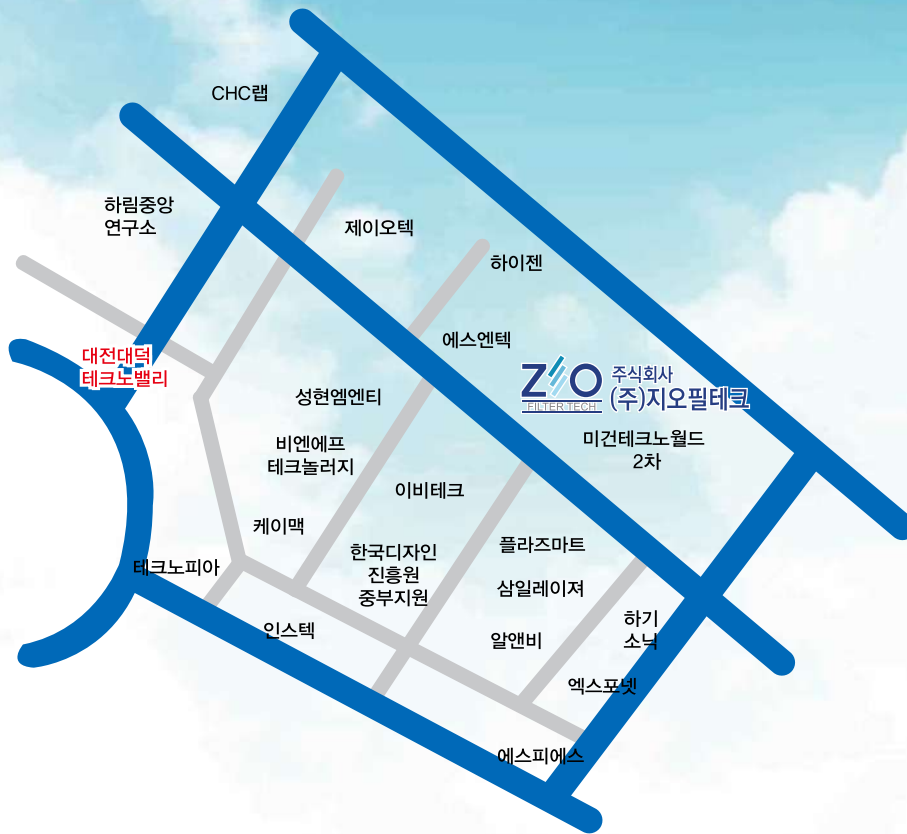 CHC랩
하림중앙
연구소
제이오텍
하이젠
에스엔텍
대전대덕
테크노밸리
ZIO
FILTER TECH
주식회사
(주)지오필테크
성현엠엔티
미건테크노월드
2차
비엔에프
테크놀러지
이비테크
케이맥
한국디자인
진흥원
중부지원
플라즈마트
테크노피아
삼일레이져
인스텍
알앤비
하기
소닉
엑스포넷
에스피에스